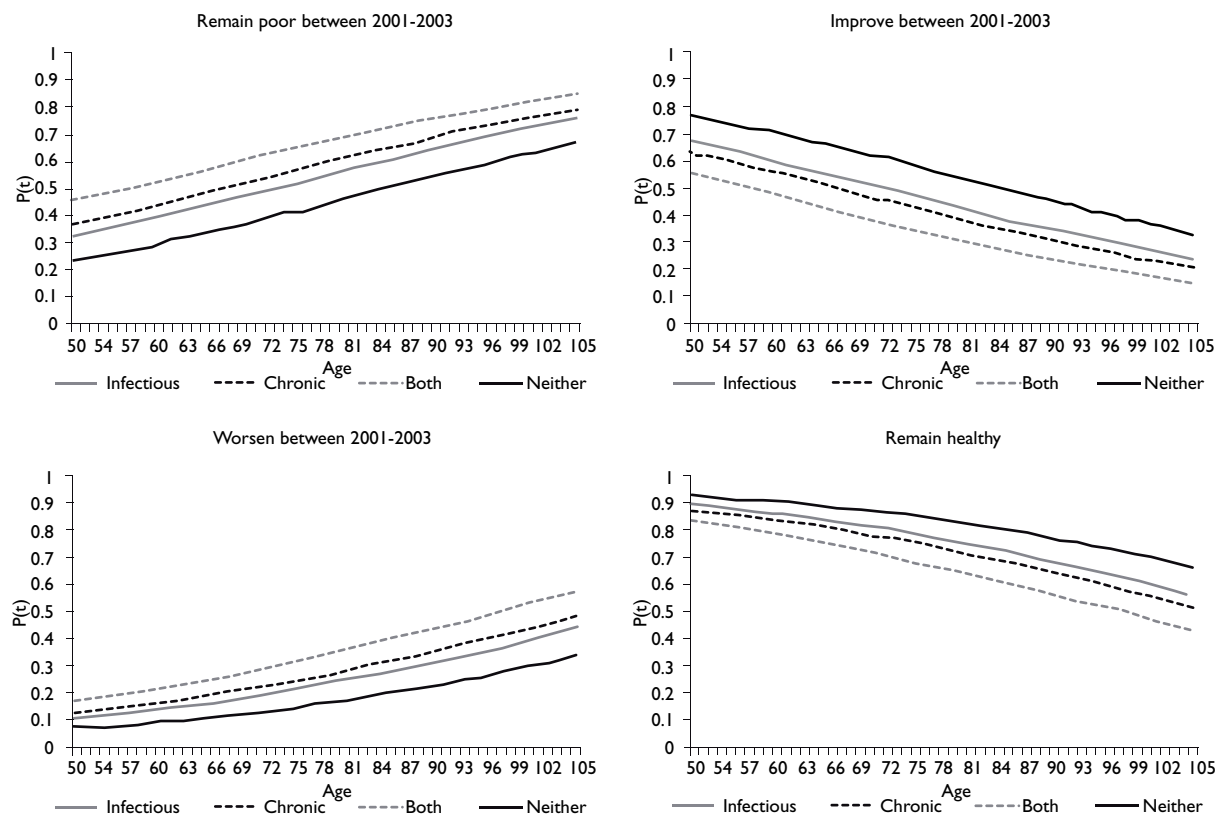 Remain poor between 2001-2003
1
0.9
0.8
0.7
0.6
0.5
0.4
0.3
0.2
0.1
0
P(t)
50 54 57 60 63 66 69 72 75 78 81 84 87 90 93 96 99 102 105
Age
Infectious Chronic Both Neither
Improve between 2001-2003
1
0.9
0.8
0.7
0.6
0.5
0.4
0.3
0.2
0.1
0
P(t)
50 54 57 60 63 66 69 72 75 78 81 84 87 90 93 96 99 102 105
Age
Infectious Chronic Both Neither
Worsen between 2001-2003
1
0.9
0.8
0.7
0.6
0.5
0.4
0.3
0.2
0.1
0
P(t)
50 54 57 60 63 66 69 72 75 78 81 84 87 90 93 96 99 102 105
Age
Infectious Chronic Both Neither
Remain healthy
1
0.9
0.8
0.7
0.6
0.5
0.4
0.3
0.2
0.1
0
P(t)
50 54 57 60 63 66 69 72 75 78 81 84 87 90 93 96 99 102 105
Age
Infectious Chronic Both Neither